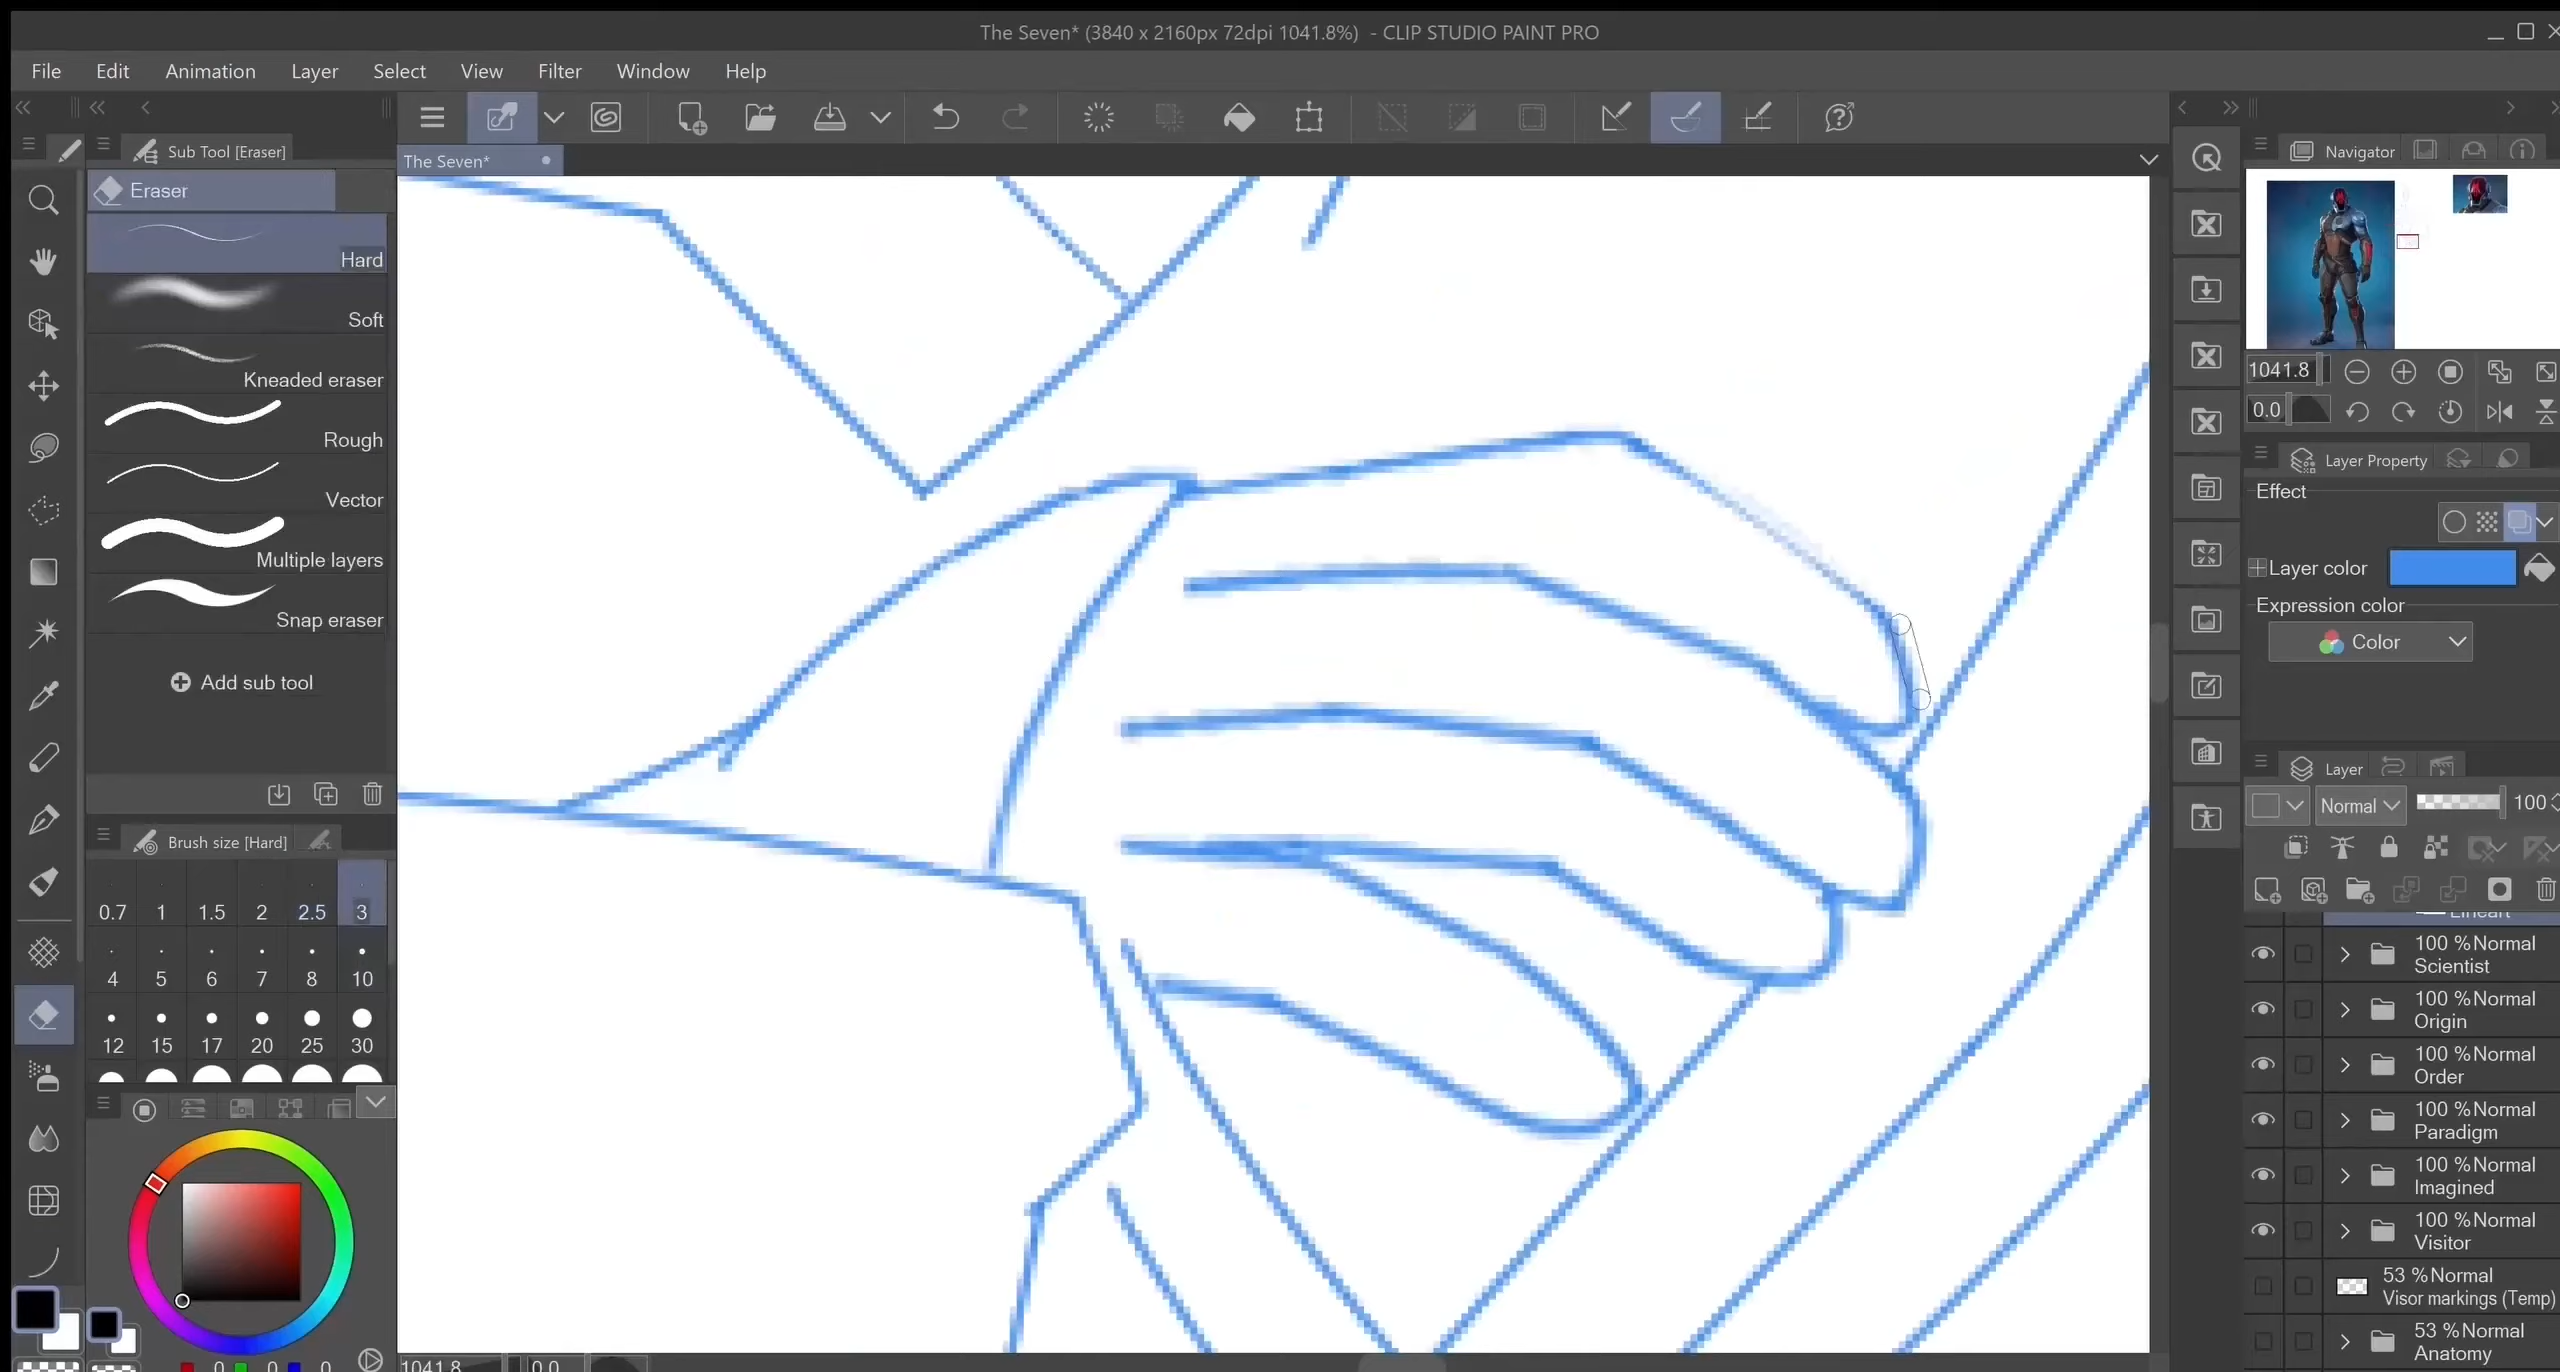 The Seven* (3840 x 2160px 72dpi 1041.8%) - CLIP STUDIO PAINT PRO
File Edit Animation Layer Select View Filter Window Help
Sub Tool [Eraser]
Eraser
Hard
Soft
Kneaded eraser
Rough
Vector
Multiple layers
Snap eraser
Add sub tool
Brush size [Hard]
0.7 1 1.5 2 2.5 3
4 5 6 7 8 10
12 15 17 20 25 30
0 0 0
The Seven*
1041.8 0.0
Navigator
1041.8
0.0
Layer Property
Effect
Layer color
Expression color
Color
Layer
Normal 100
Lineart
100 %Normal
Scientist
100 %Normal
Origin
100 %Normal
Order
100 %Normal
Paradigm
100 %Normal
Imagined
100 %Normal
Visitor
53 %Normal
Visor markings (Temp)
53 %Normal
Anatomy